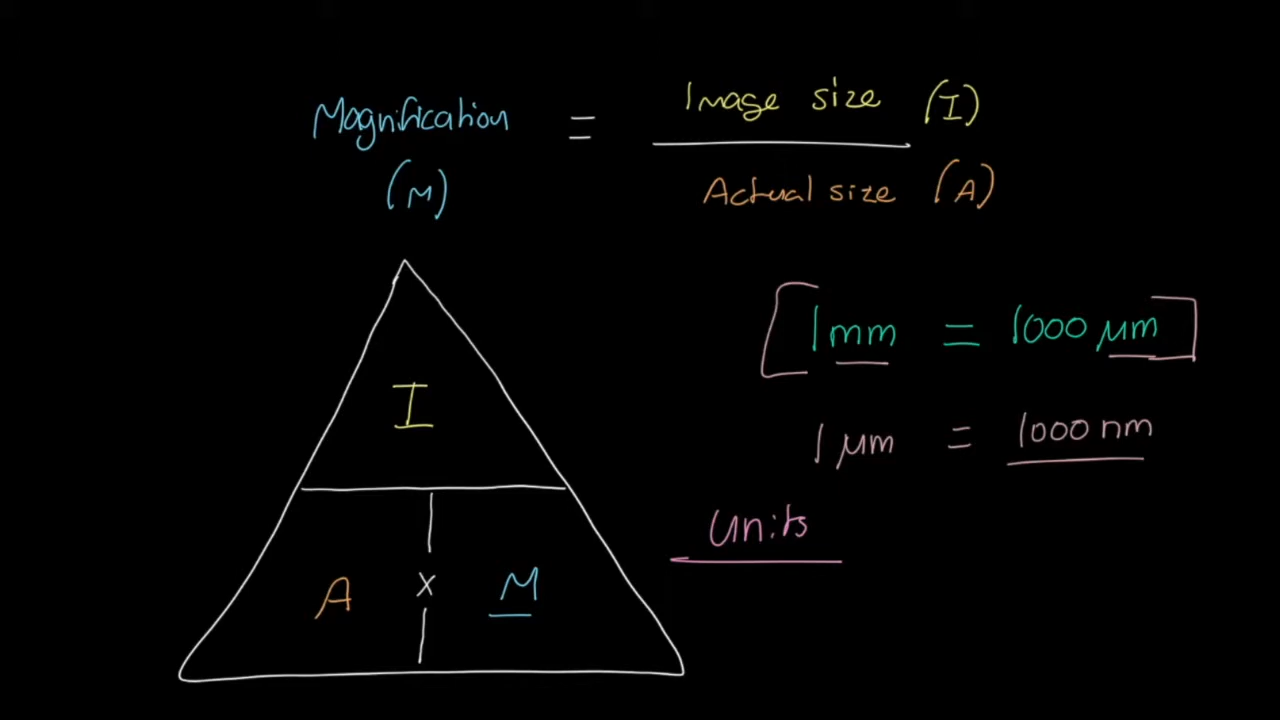 Magnification = Image size (I)
(M) Actual size (A)
1mm = 1000 μm
I
1 μm = 1000 nm
units
A x M